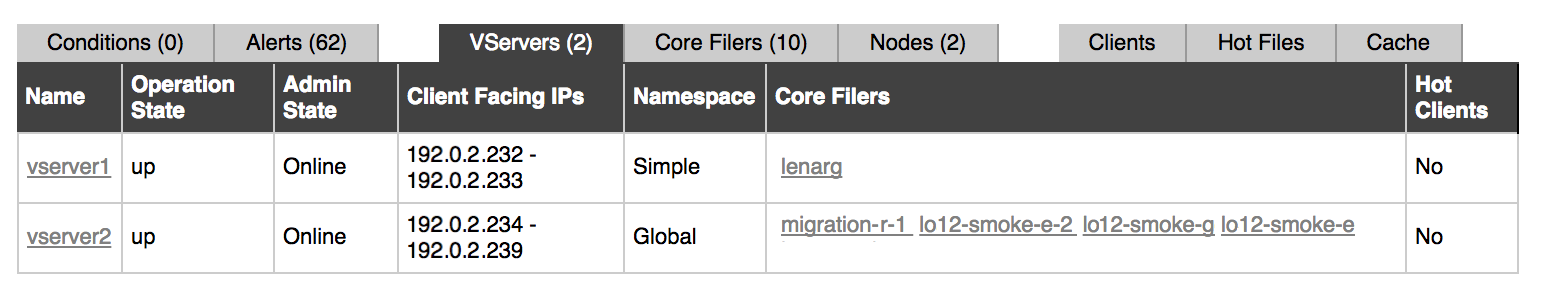 Conditions (0) Alerts (62) VServers (2) Core Filers (10) Nodes (2) Clients Hot Files Cache
Name Operation State Admin State Client Facing IPs Namespace Core Filers Hot Clients
vserver1 up Online 192.0.2.232 - 192.0.2.233 Simple lenarg No
vserver2 up Online 192.0.2.234 - 192.0.2.239 Global migration-r-1 lo12-smoke-e-2 lo12-smoke-g lo12-smoke-e No